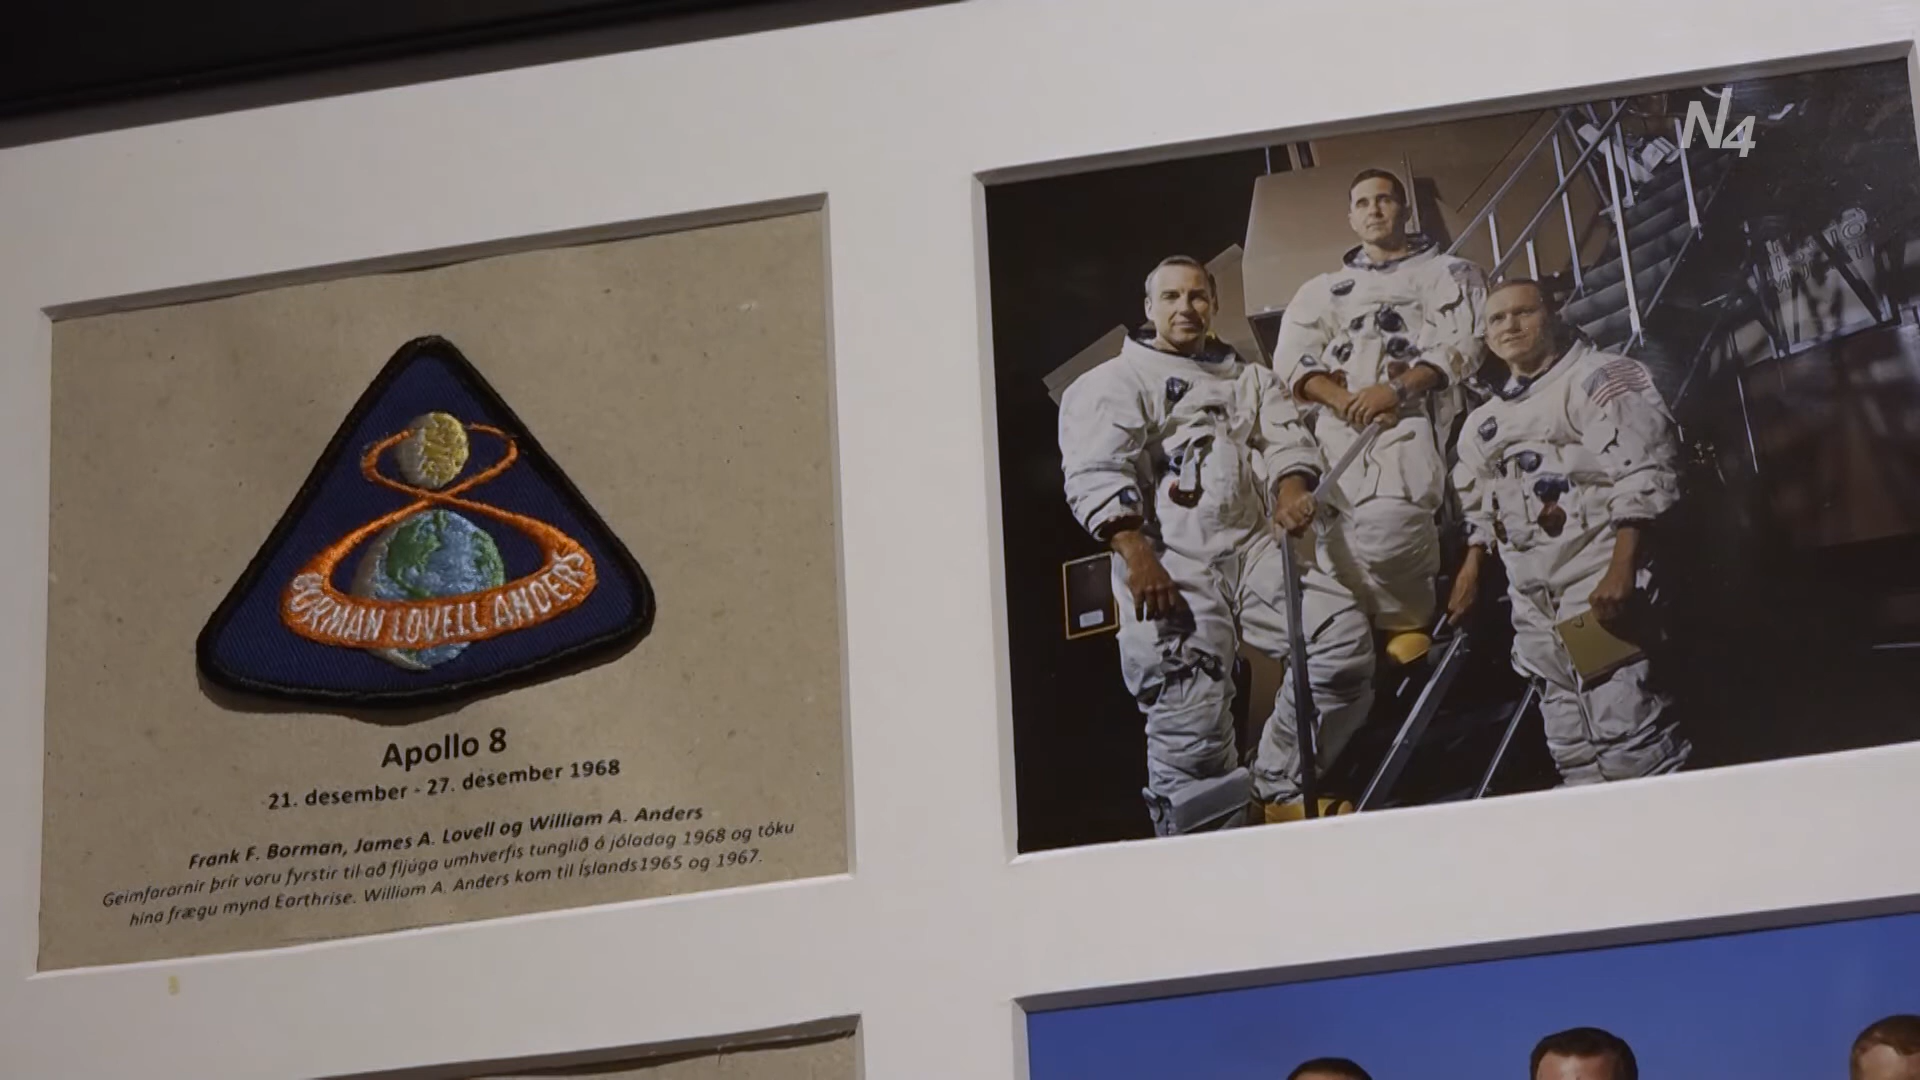 N4
BORMAN LOVELL ANDERS
Apollo 8
21. desember - 27. desember 1968
Frank F. Borman, James A. Lovell og William A. Anders
Geimfararnir þrír voru fyrstir til að fljúga umhverfis tunglið á jóladag 1968 og tóku
hina frægu mynd Earthrise. William A. Anders kom til Íslands1965 og 1967.